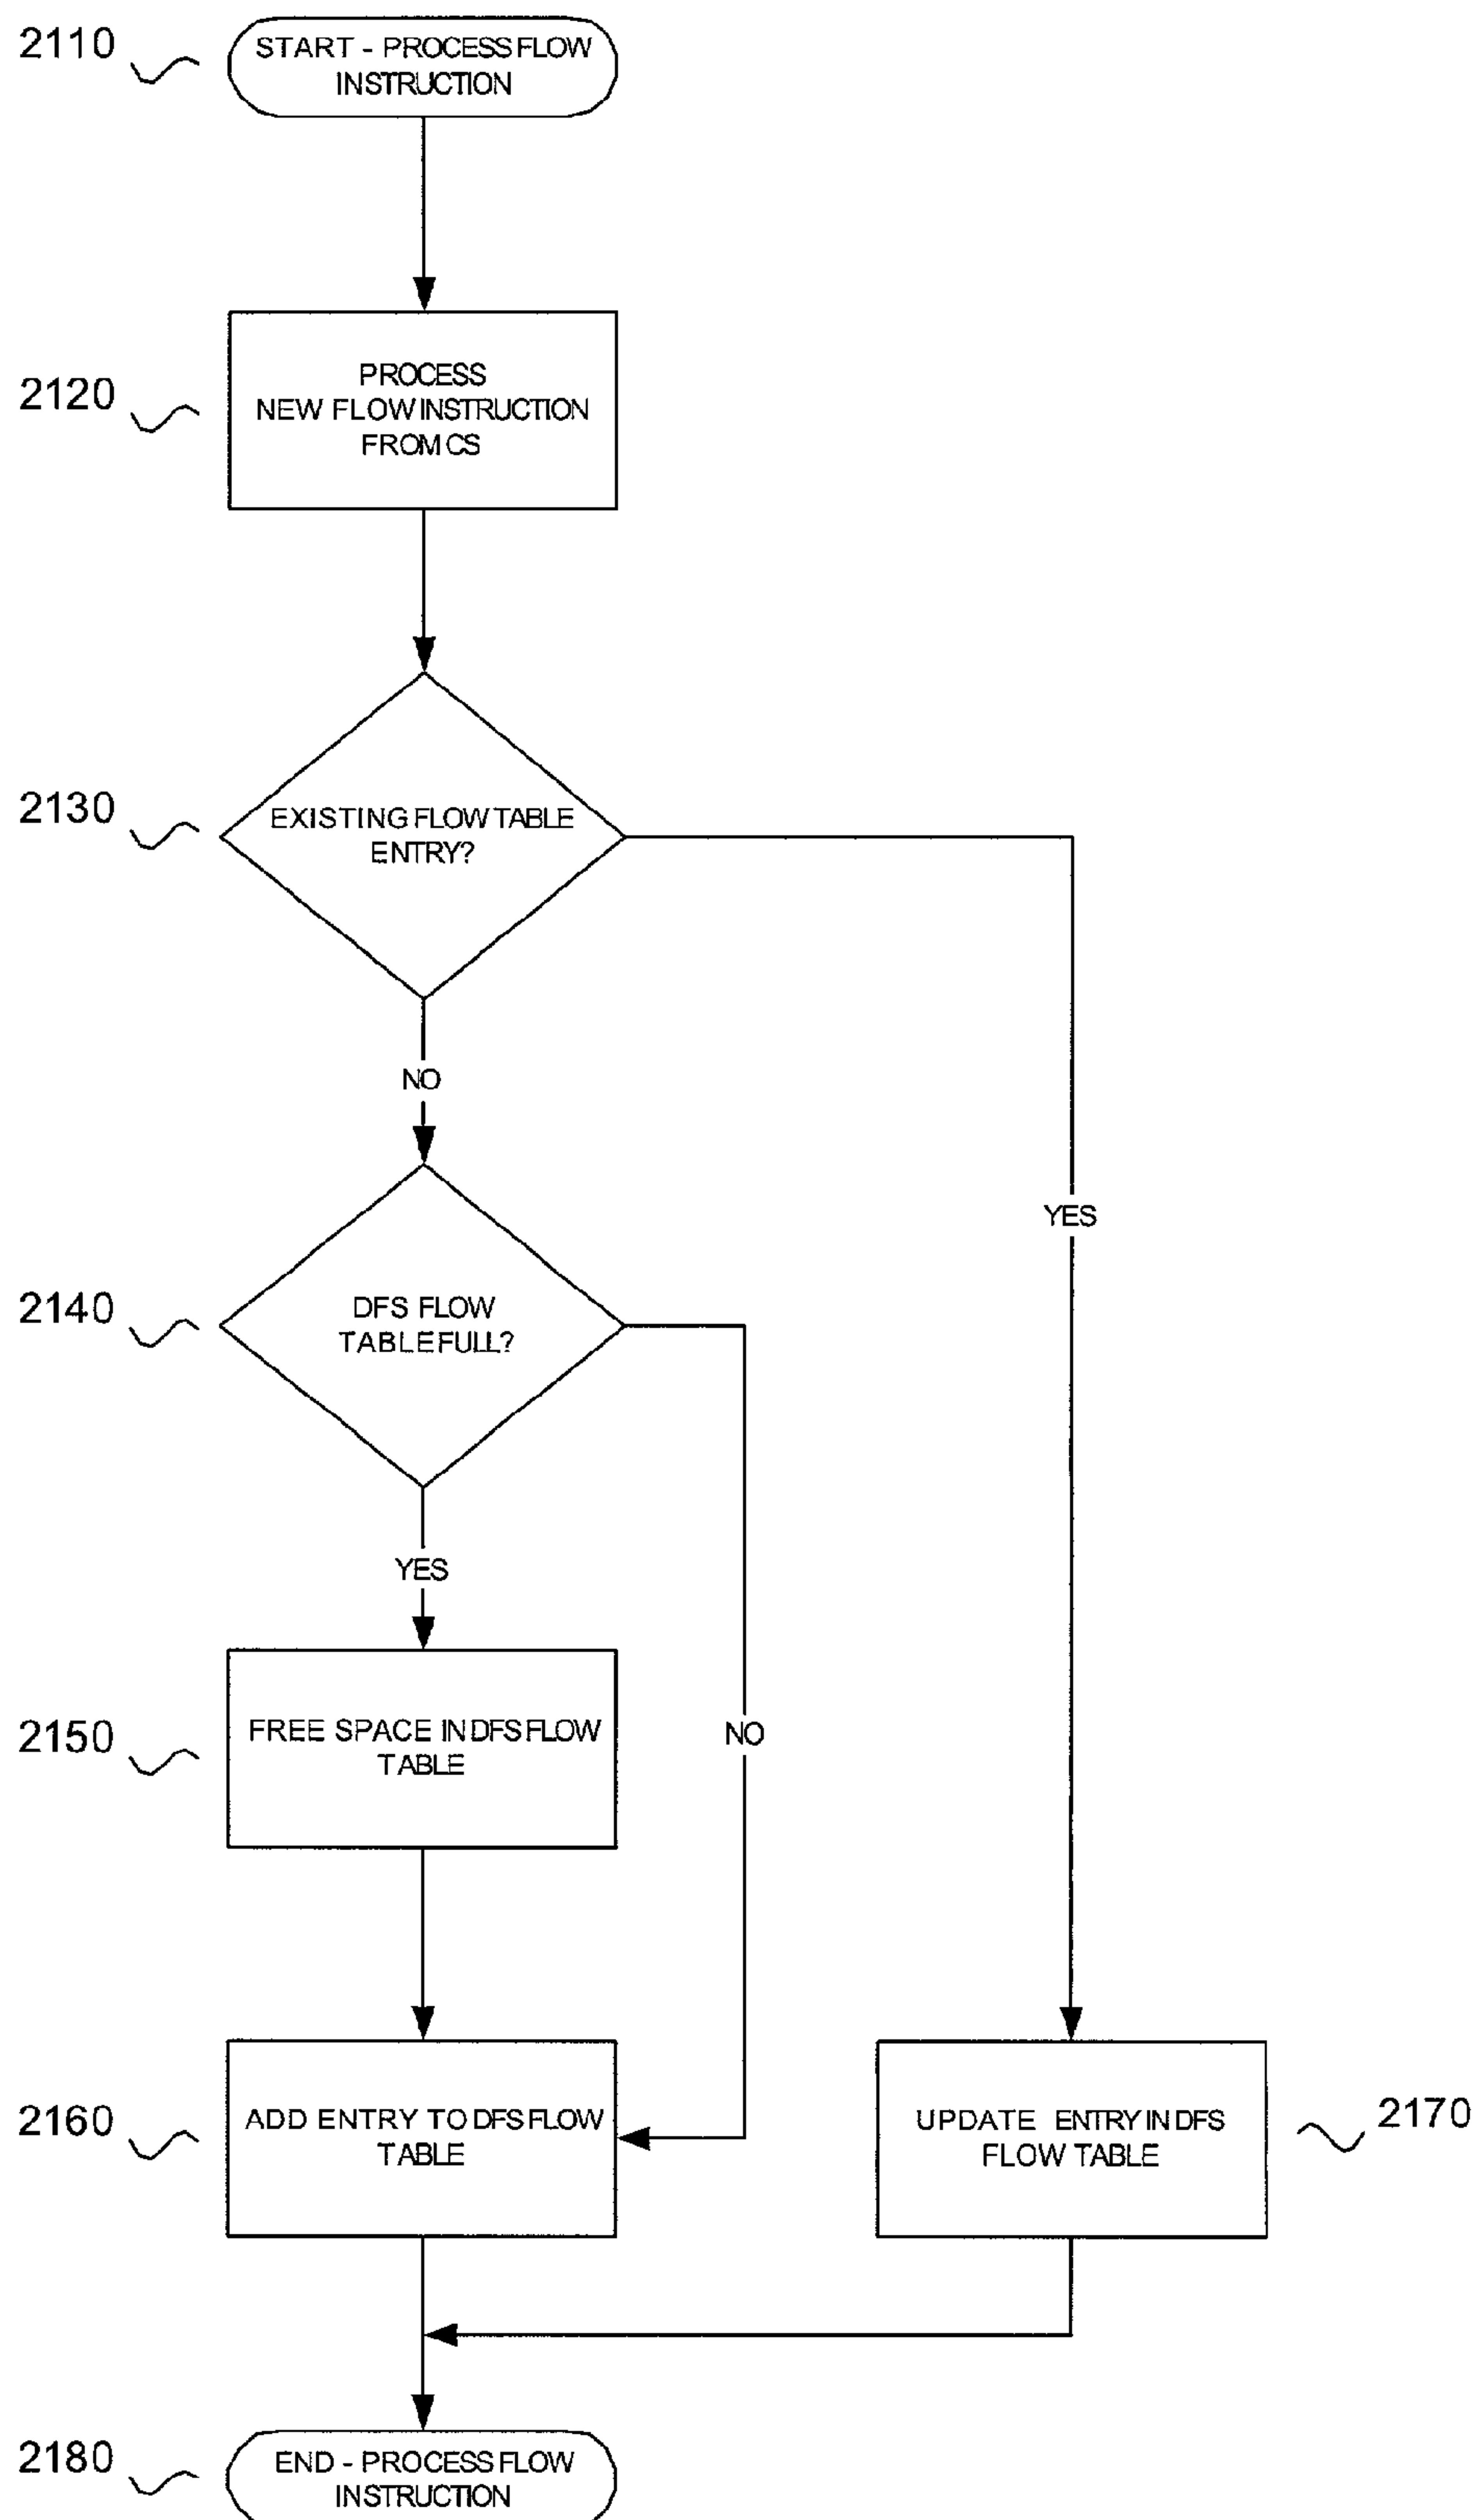 2110
START - PROCESS FLOW
INSTRUCTION
2120
PROCESS
NEW FLOW INSTRUCTION
FROM CS
2130
EXISTING FLOW TABLE
ENTRY?
NO
YES
2140
DFS FLOW
TABLE FULL?
YES
NO
2150
FREE SPACE IN DFS FLOW
TABLE
2160
ADD ENTRY TO DFS FLOW
TABLE
UPDATE ENTRY IN DFS
FLOW TABLE
2170
2180
END - PROCESS FLOW
INSTRUCTION